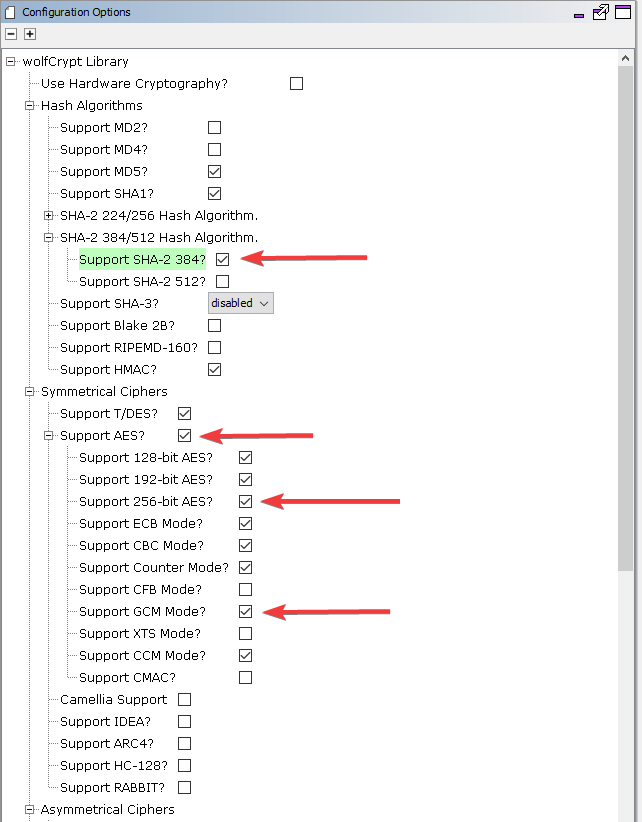 Configuration Options
wolfCrypt Library
Use Hardware Cryptography?
Hash Algorithms
Support MD2?
Support MD4?
Support MD5?
Support SHA1?
SHA-2 224/256 Hash Algorithm.
SHA-2 384/512 Hash Algorithm.
Support SHA-2 384?
Support SHA-2 512?
Support SHA-3? disabled
Support Blake 2B?
Support RIPEMD-160?
Support HMAC?
Symmetrical Ciphers
Support T/DES?
Support AES?
Support 128-bit AES?
Support 192-bit AES?
Support 256-bit AES?
Support ECB Mode?
Support CBC Mode?
Support Counter Mode?
Support CFB Mode?
Support GCM Mode?
Support XTS Mode?
Support CCM Mode?
Support CMAC?
Camellia Support
Support IDEA?
Support ARC4?
Support HC-128?
Support RABBIT?
Asymmetrical Ciphers